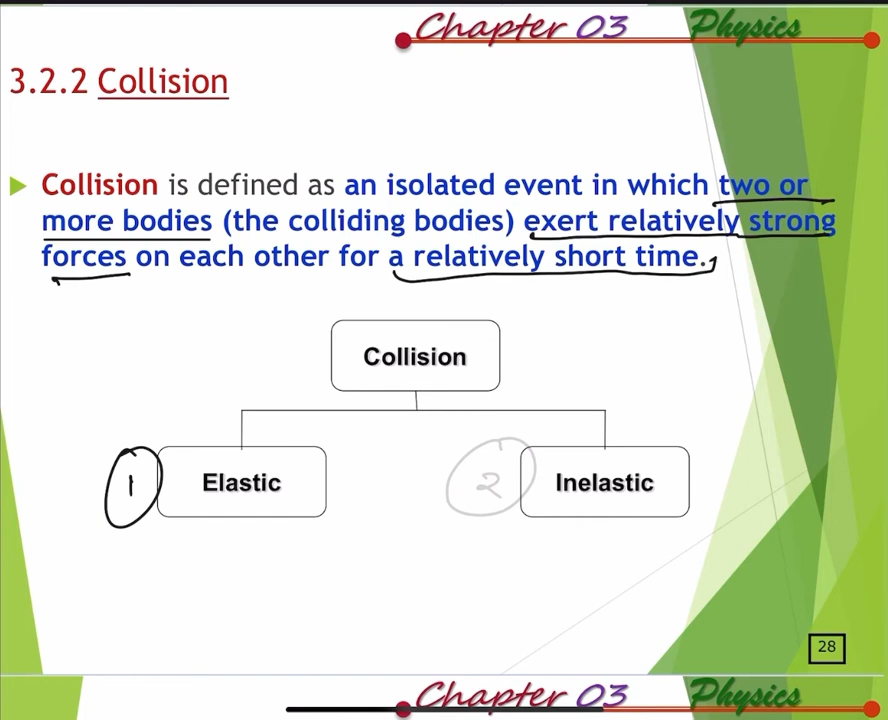 Chapter 03 Physics
3.2.2 Collision
Collision is defined as an isolated event in which two or
more bodies (the colliding bodies) exert relatively strong
forces on each other for a relatively short time.
Collision
1 Elastic 2 Inelastic
28
Chapter 03 Physics